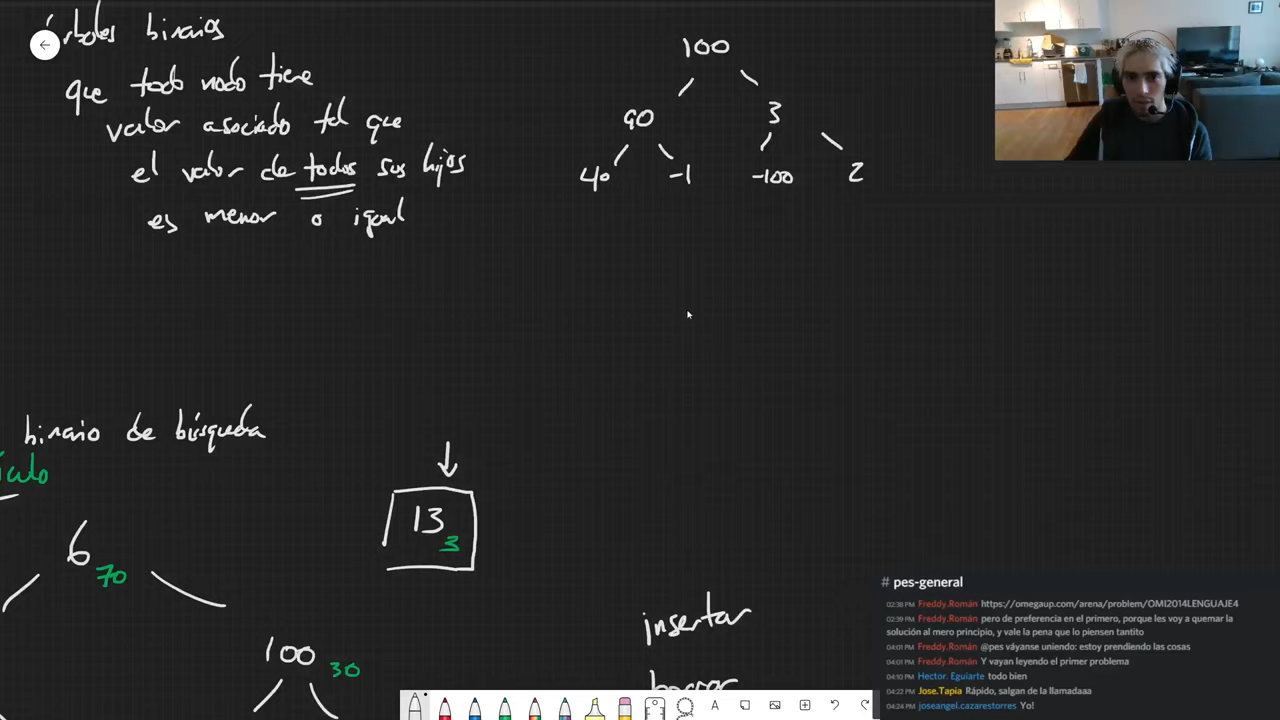 árboles binarios
que todo nodo tiene
valor asociado tal que
el valor de todos sus hijos
es menor o igual
100
90 3
40 -1 -100 2
binario de búsqueda
ículo
13
3
6
70
100
30
insertar
borrar
# pes-general
02:38 PM Freddy.Román https://omegaup.com/arena/problem/OMI2014LENGUAJE4
02:39 PM Freddy.Román pero de preferencia en el primero, porque les voy a quemar la
solución al mero principio, y vale la pena que lo piensen tantito
04:01 PM Freddy.Román @pes váyanse uniendo: estoy prendiendo las cosas
04:01 PM Freddy.Román Y vayan leyendo el primer problema
04:10 PM Hector. Eguiarte todo bien
04:22 PM Jose.Tapia Rápido, salgan de la llamadaaa
04:24 PM joseangel.cazarestorres Yo!